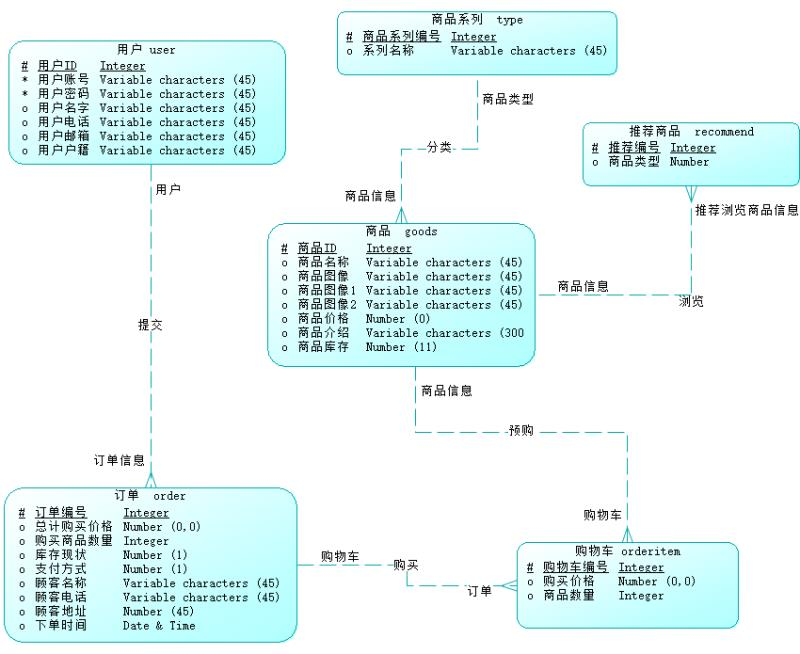 商品系列 type
# 商品系列编号 Integer
o 系列名称 Variable characters (45)
用户 user
# 用户ID Integer
* 用户账号 Variable characters (45)
* 用户密码 Variable characters (45)
o 用户名字 Variable characters (45)
o 用户电话 Variable characters (45)
o 用户邮箱 Variable characters (45)
o 用户户籍 Variable characters (45)
商品类型
分类
商品信息
推荐商品 recommend
# 推荐编号 Integer
o 商品类型 Number
推荐浏览商品信息
用户
商品 goods
# 商品ID Integer
o 商品名称 Variable characters (45)
o 商品图像 Variable characters (45)
o 商品图像1 Variable characters (45)
o 商品图像2 Variable characters (45)
o 商品价格 Number (0)
o 商品介绍 Variable characters (300
o 商品库存 Number (11)
商品信息
浏览
提交
商品信息
预购
订单信息
购物车
订单 order
# 订单编号 Integer
o 总计购买价格 Number (0,0)
o 购买商品数量 Integer
o 库存现状 Number (1)
o 支付方式 Number (1)
o 顾客名称 Variable characters (45)
o 顾客电话 Variable characters (45)
o 顾客地址 Number (45)
o 下单时间 Date & Time
购物车
购买
订单
购物车 orderitem
# 购物车编号 Integer
o 购买价格 Number (0,0)
o 商品数量 Integer